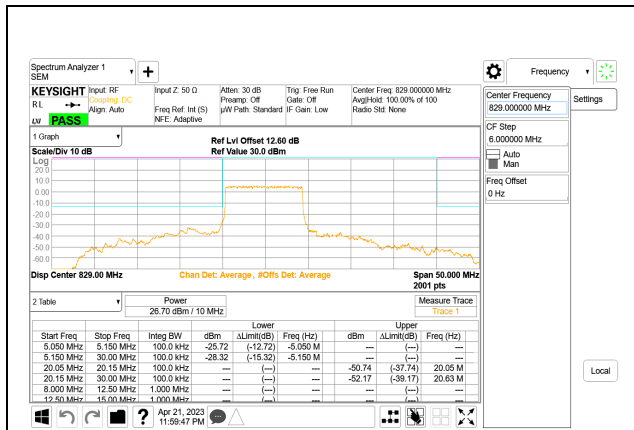 Spectrum Analyzer 1
SEM
+
Frequency
KEYSIGHT Input: RF Input Z: 50 Ω Atten: 30 dB Trig: Free Run Center Freq: 829.000000 MHz
R L Coupling: DC Preamp: Off Gate: Off Avg|Hold: 100.00% of 100
Align: Auto Freq Ref: Int (S) µW Path: Standard IF Gain: Low Radio Std: None
LXI PASS NFE: Adaptive
Center Frequency
829.000000 MHz
Settings
CF Step
6.000000 MHz
Auto
Man
Freq Offset
0 Hz
Local
1 Graph
Ref Lvl Offset 12.60 dB
Scale/Div 10 dB Ref Value 30.0 dBm
Log
20.0
10.0
0.00
-10.0
-20.0
-30.0
-40.0
-50.0
-60.0
Disp Center 829.00 MHz Chan Det: Average, #Offs Det: Average Span 50.000 MHz
2001 pts
2 Table Power Measure Trace
26.70 dBm / 10 MHz Trace 1
Lower Upper
Start Freq Stop Freq Integ BW dBm ΔLimit(dB) Freq (Hz) dBm ΔLimit(dB) Freq (Hz)
5.050 MHz 5.150 MHz 100.0 kHz -25.72 (-12.72) -5.050 M --- (---) ---
5.150 MHz 30.00 MHz 100.0 kHz -28.32 (-15.32) -5.150 M --- (---) ---
20.05 MHz 20.15 MHz 100.0 kHz --- (---) --- -50.74 (-37.74) 20.05 M
20.15 MHz 30.00 MHz 100.0 kHz --- (---) --- -52.17 (-39.17) 20.63 M
8.000 MHz 12.50 MHz 1.000 MHz --- (---) --- --- (---) ---
12.50 MHz 15.00 MHz 1.000 MHz --- (---) --- --- (---) ---
? Apr 21, 2023
11:59:47 PM